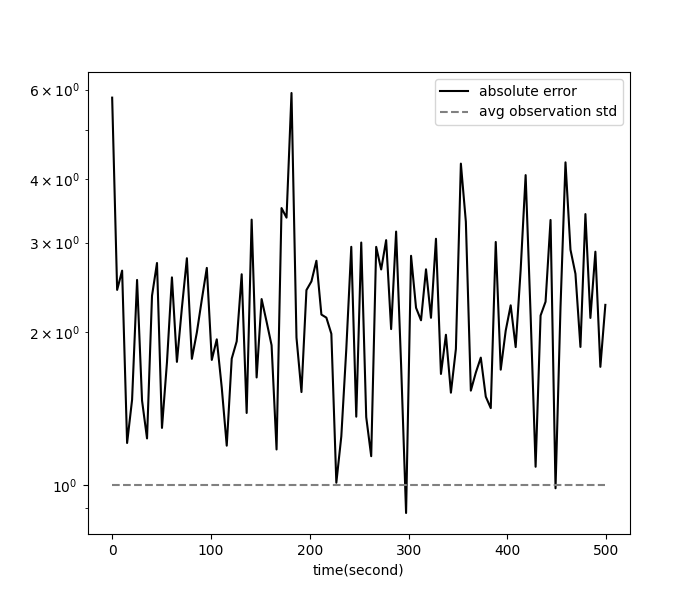 absolute error
avg observation std
6 × 10⁰
4 × 10⁰
3 × 10⁰
2 × 10⁰
10⁰
0 100 200 300 400 500
time(second)